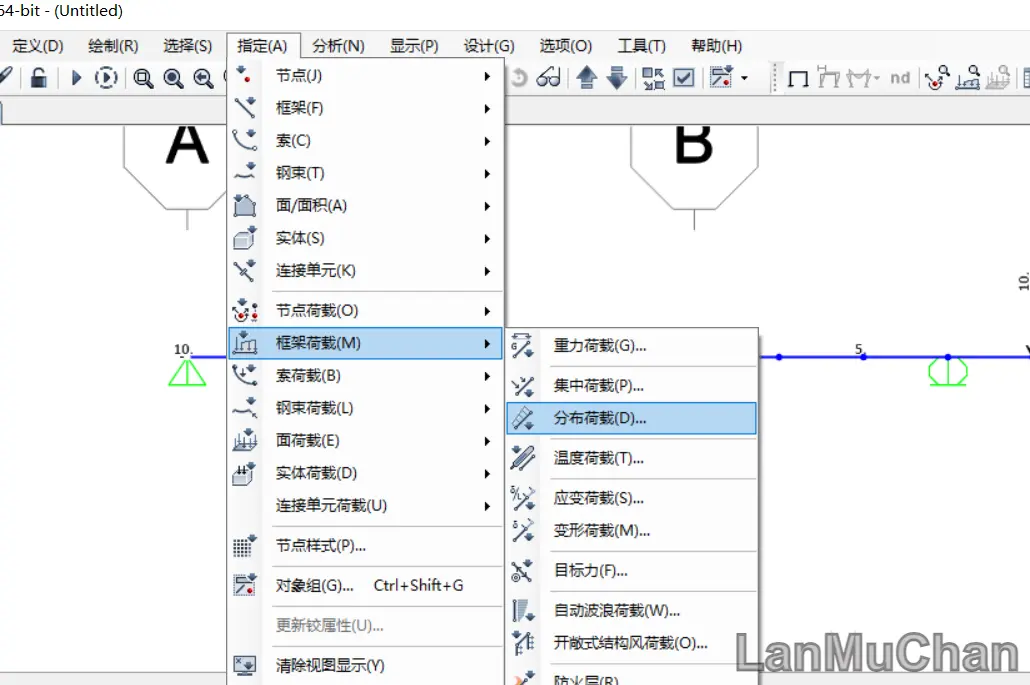 64-bit - (Untitled)
定义(D) 绘制(R) 选择(S) 指定(A) 分析(N) 显示(P) 设计(G) 选项(O) 工具(T) 帮助(H)
nd
A
B
节点(J)
框架(F)
索(C)
钢束(T)
面/面积(A)
实体(S)
连接单元(K)
节点荷载(O)
框架荷载(M)
索荷载(B)
钢束荷载(L)
面荷载(E)
实体荷载(D)
连接单元荷载(U)
节点样式(P)...
对象组(G)... Ctrl+Shift+G
更新铰属性(U)...
清除视图显示(Y)
重力荷载(G)...
集中荷载(P)...
分布荷载(D)...
温度荷载(T)...
应变荷载(S)...
变形荷载(M)...
目标力(F)...
自动波浪荷载(W)...
开敞式结构风荷载(O)...
防火层(R)
10.
5.
10.
LanMuChan